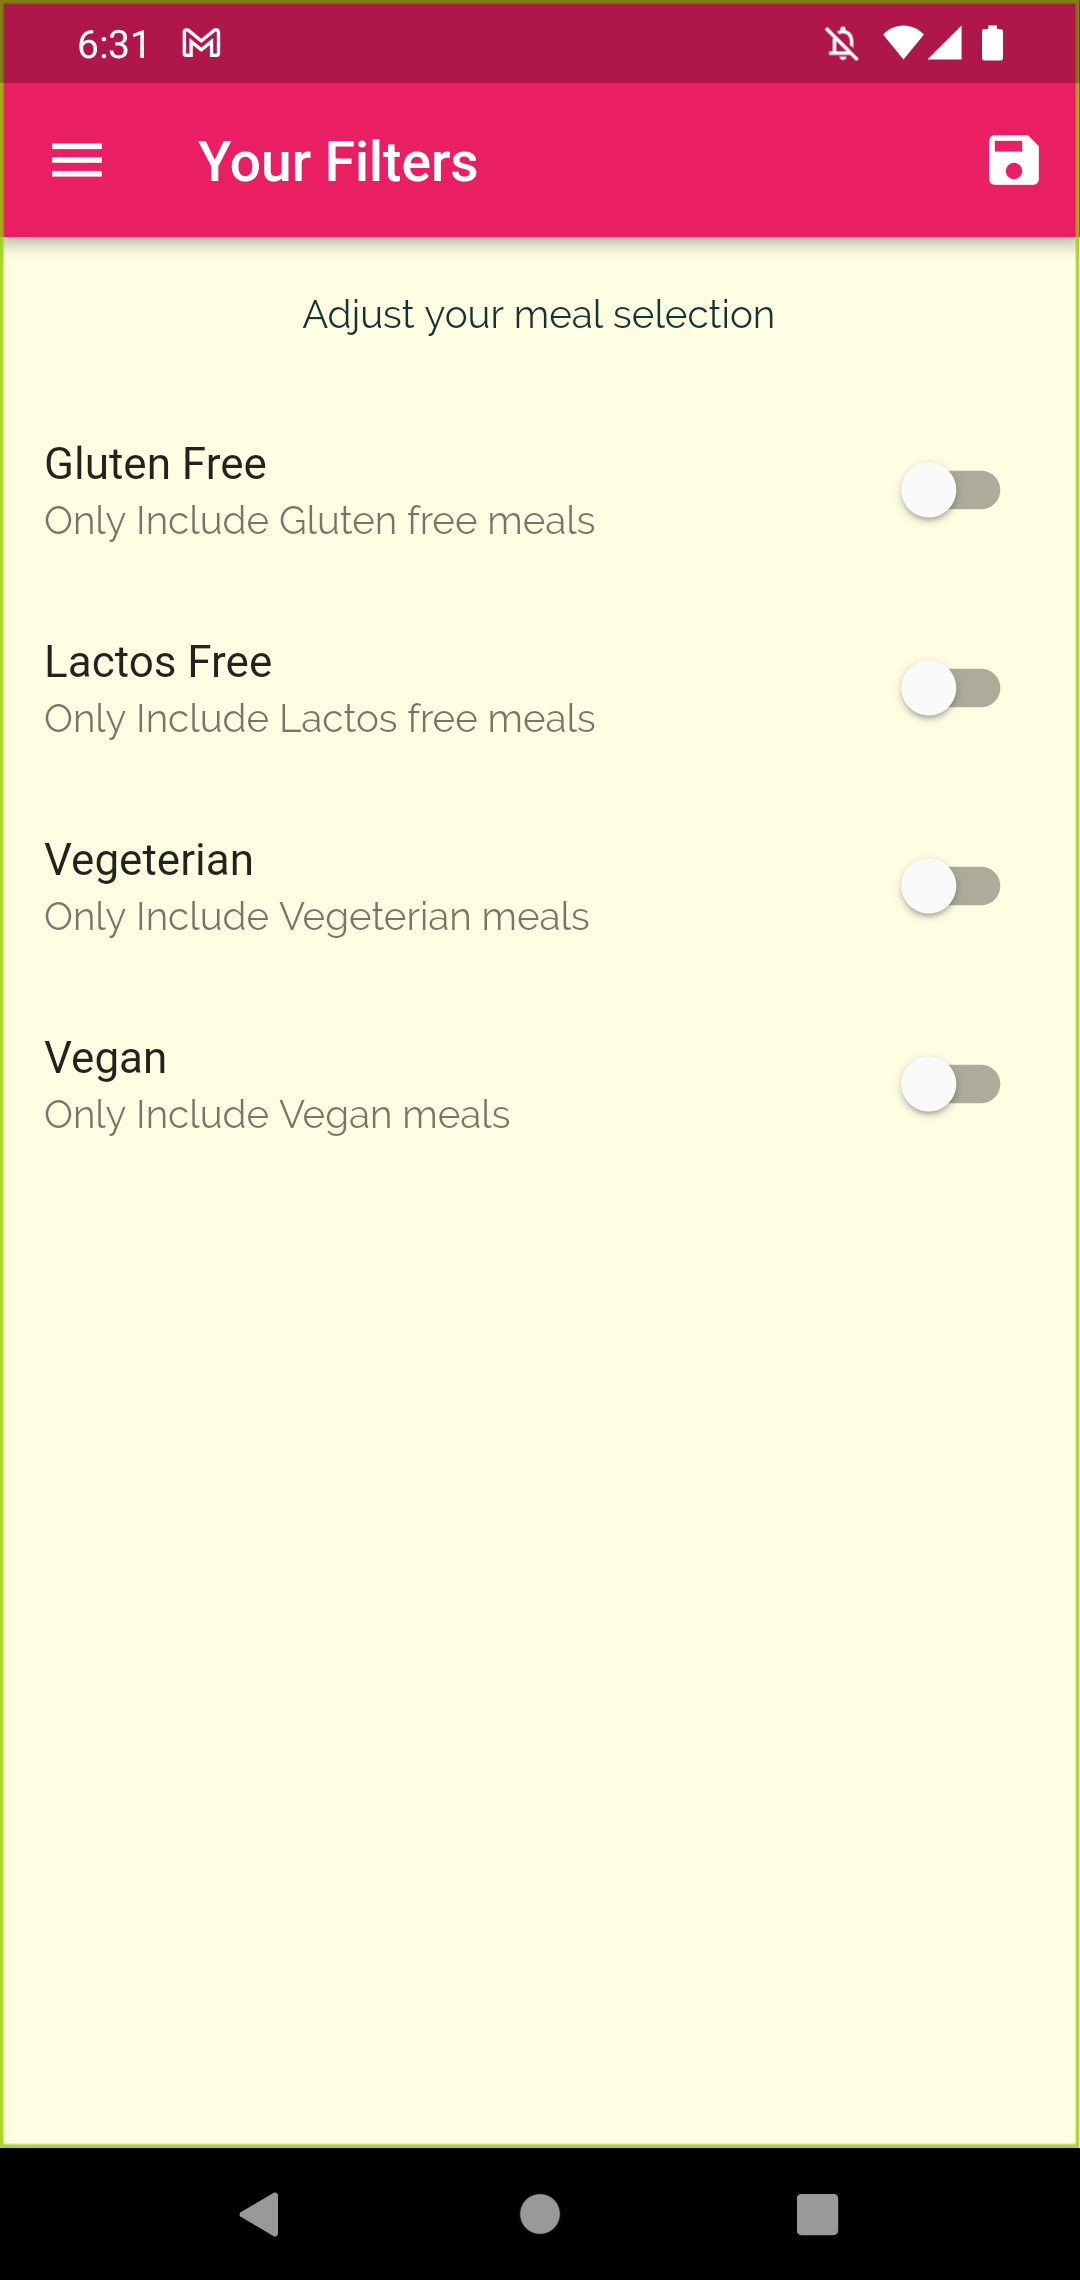 6:31
Your Filters
Adjust your meal selection
Gluten Free
Only Include Gluten free meals
Lactos Free
Only Include Lactos free meals
Vegeterian
Only Include Vegeterian meals
Vegan
Only Include Vegan meals